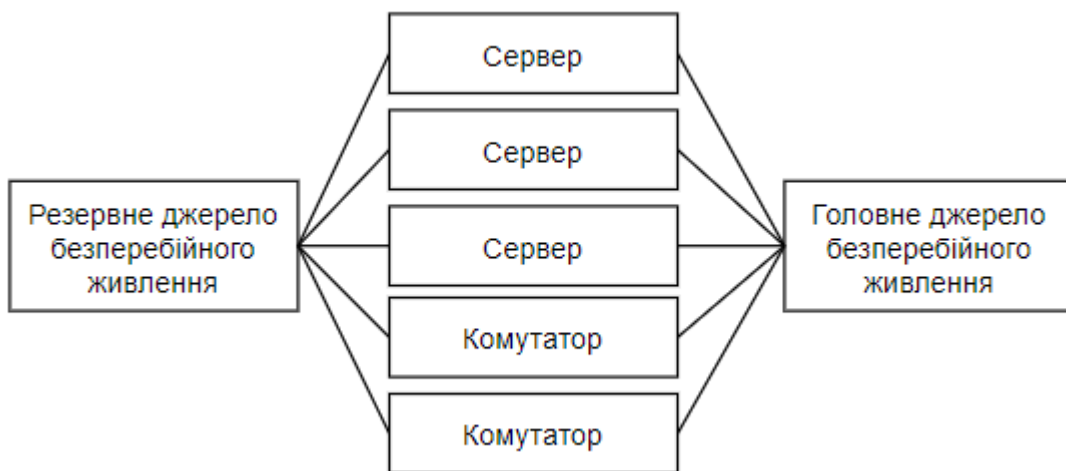 Сервер
Сервер
Резервне джерело
безперебійного
живлення
Сервер
Головне джерело
безперебійного
живлення
Комутатор
Комутатор